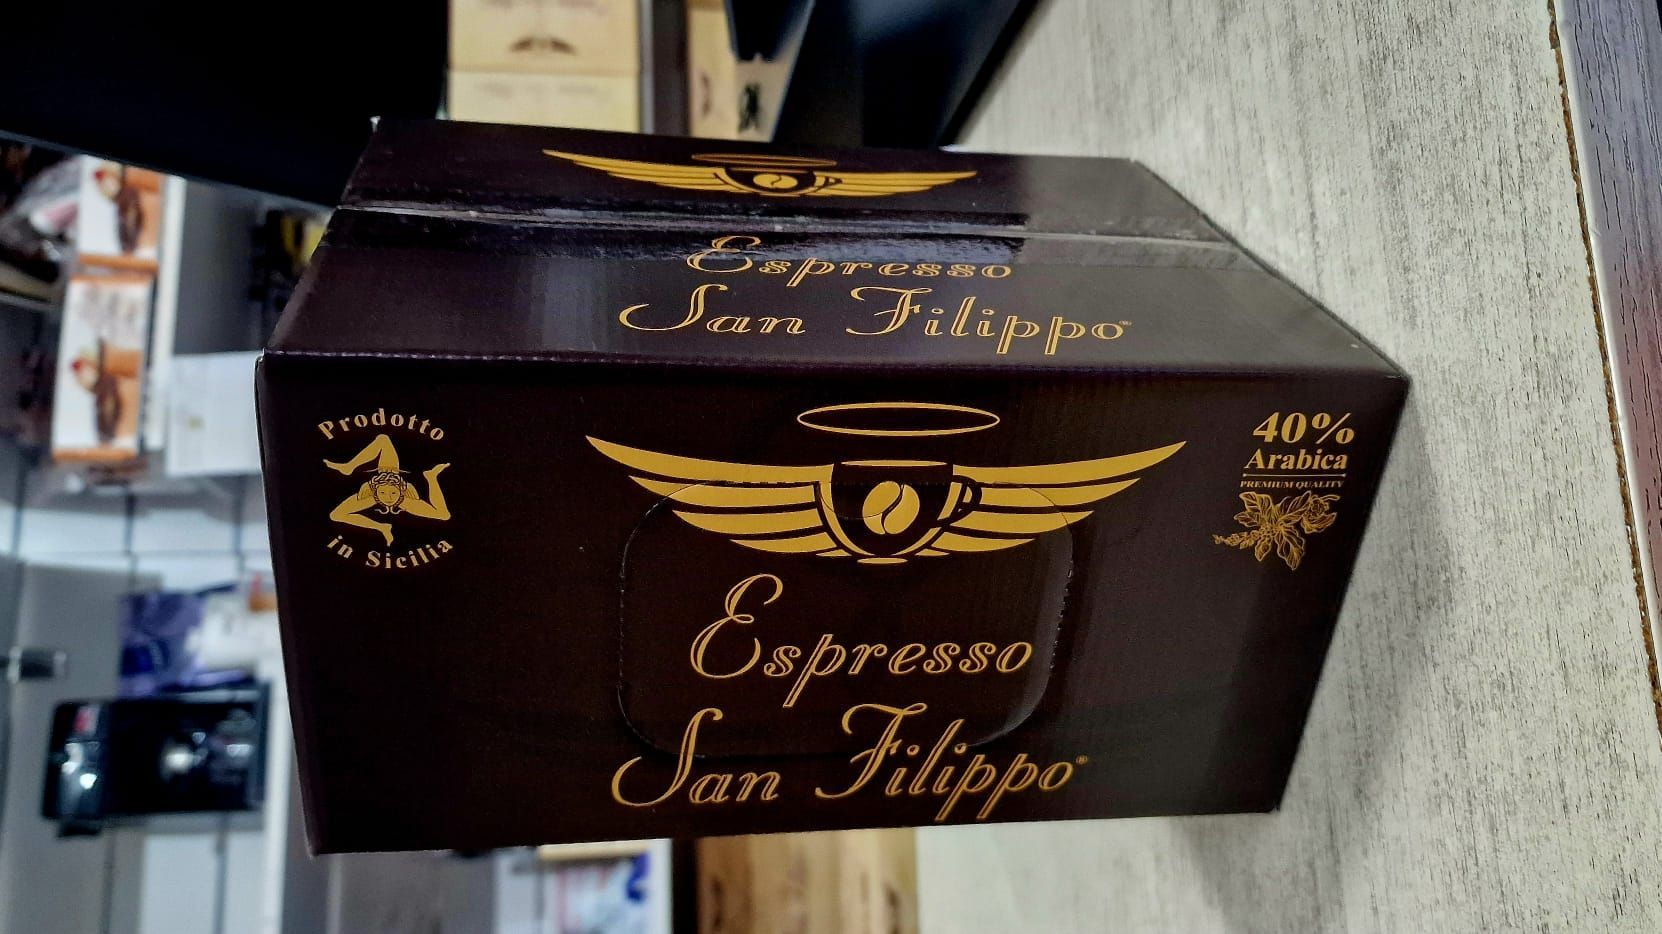 Espresso
San Filippo®
Prodotto
in Sicilia
40%
Arabica
PREMIUM QUALITY
Espresso
San Filippo®